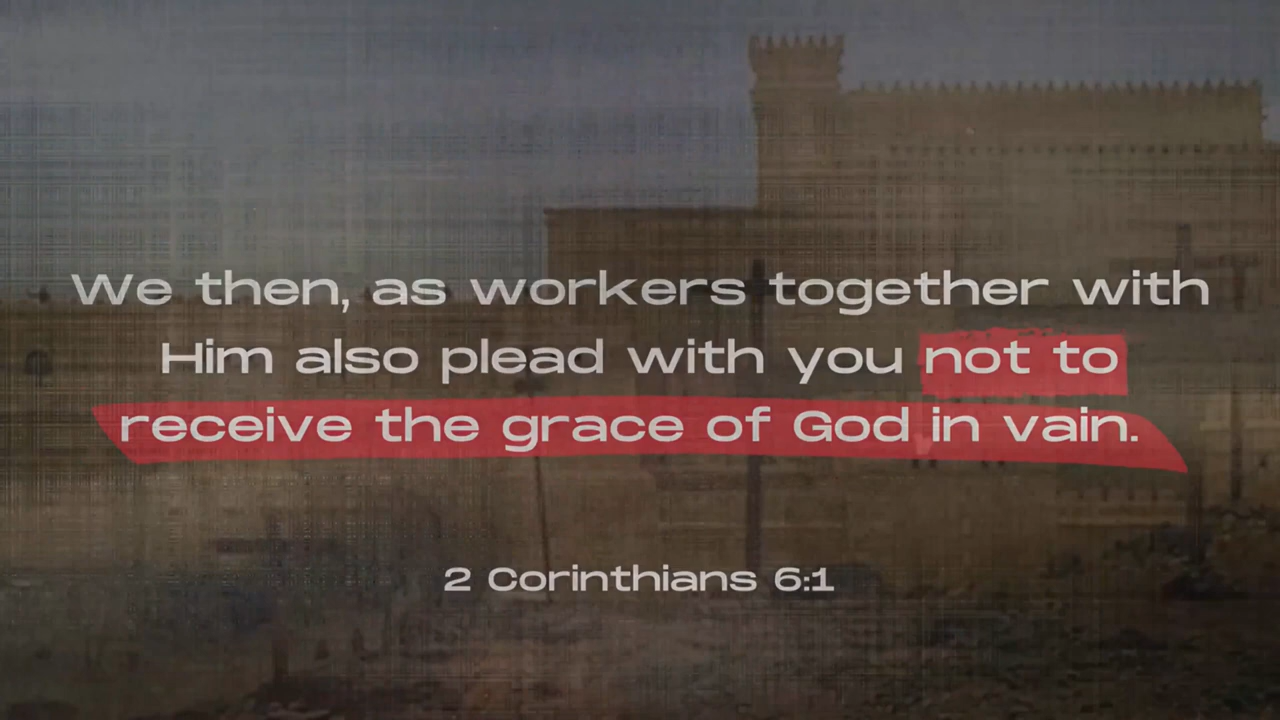 We then, as workers together with
Him also plead with you not to
receive the grace of God in vain.
2 Corinthians 6:1